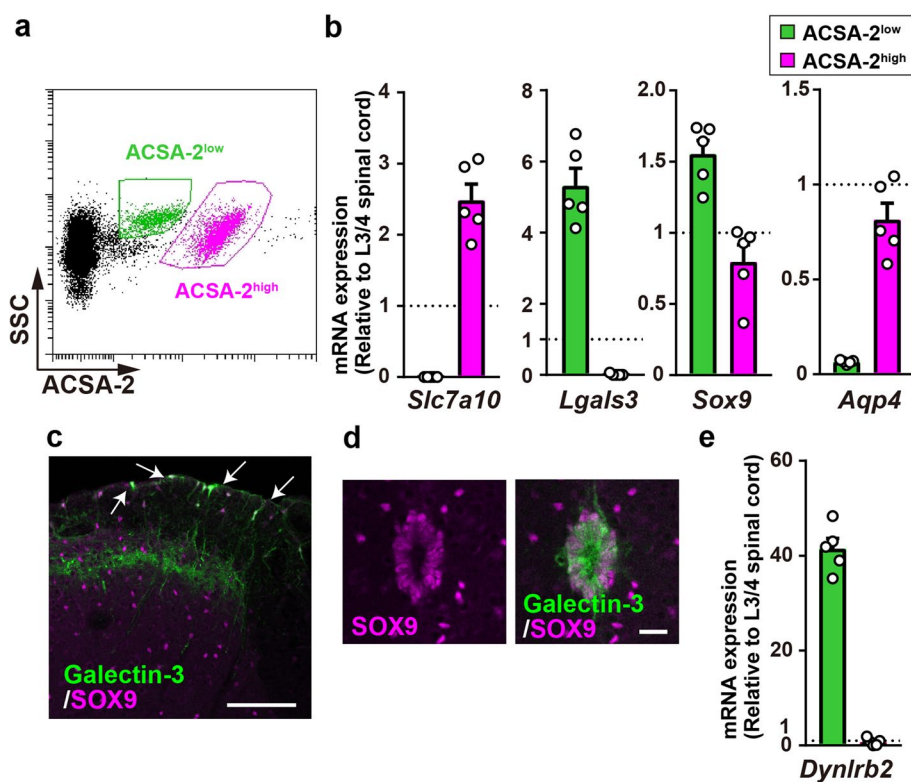 a
SSC
ACSA-2
ACSA-2low
ACSA-2high
b
ACSA-2low
ACSA-2high
mRNA expression
(Relative to L3/4 spinal cord)
4
3
2
1
0
Slc7a10
8
6
4
2
1
0
Lgals3
2.0
1.5
1.0
0.5
0
Sox9
1.5
1.0
0.5
0
Aqp4
c
Galectin-3
/SOX9
d
SOX9
Galectin-3
/SOX9
e
mRNA expression
(Relative to L3/4 spinal cord)
60
40
20
1
0
Dynlrb2